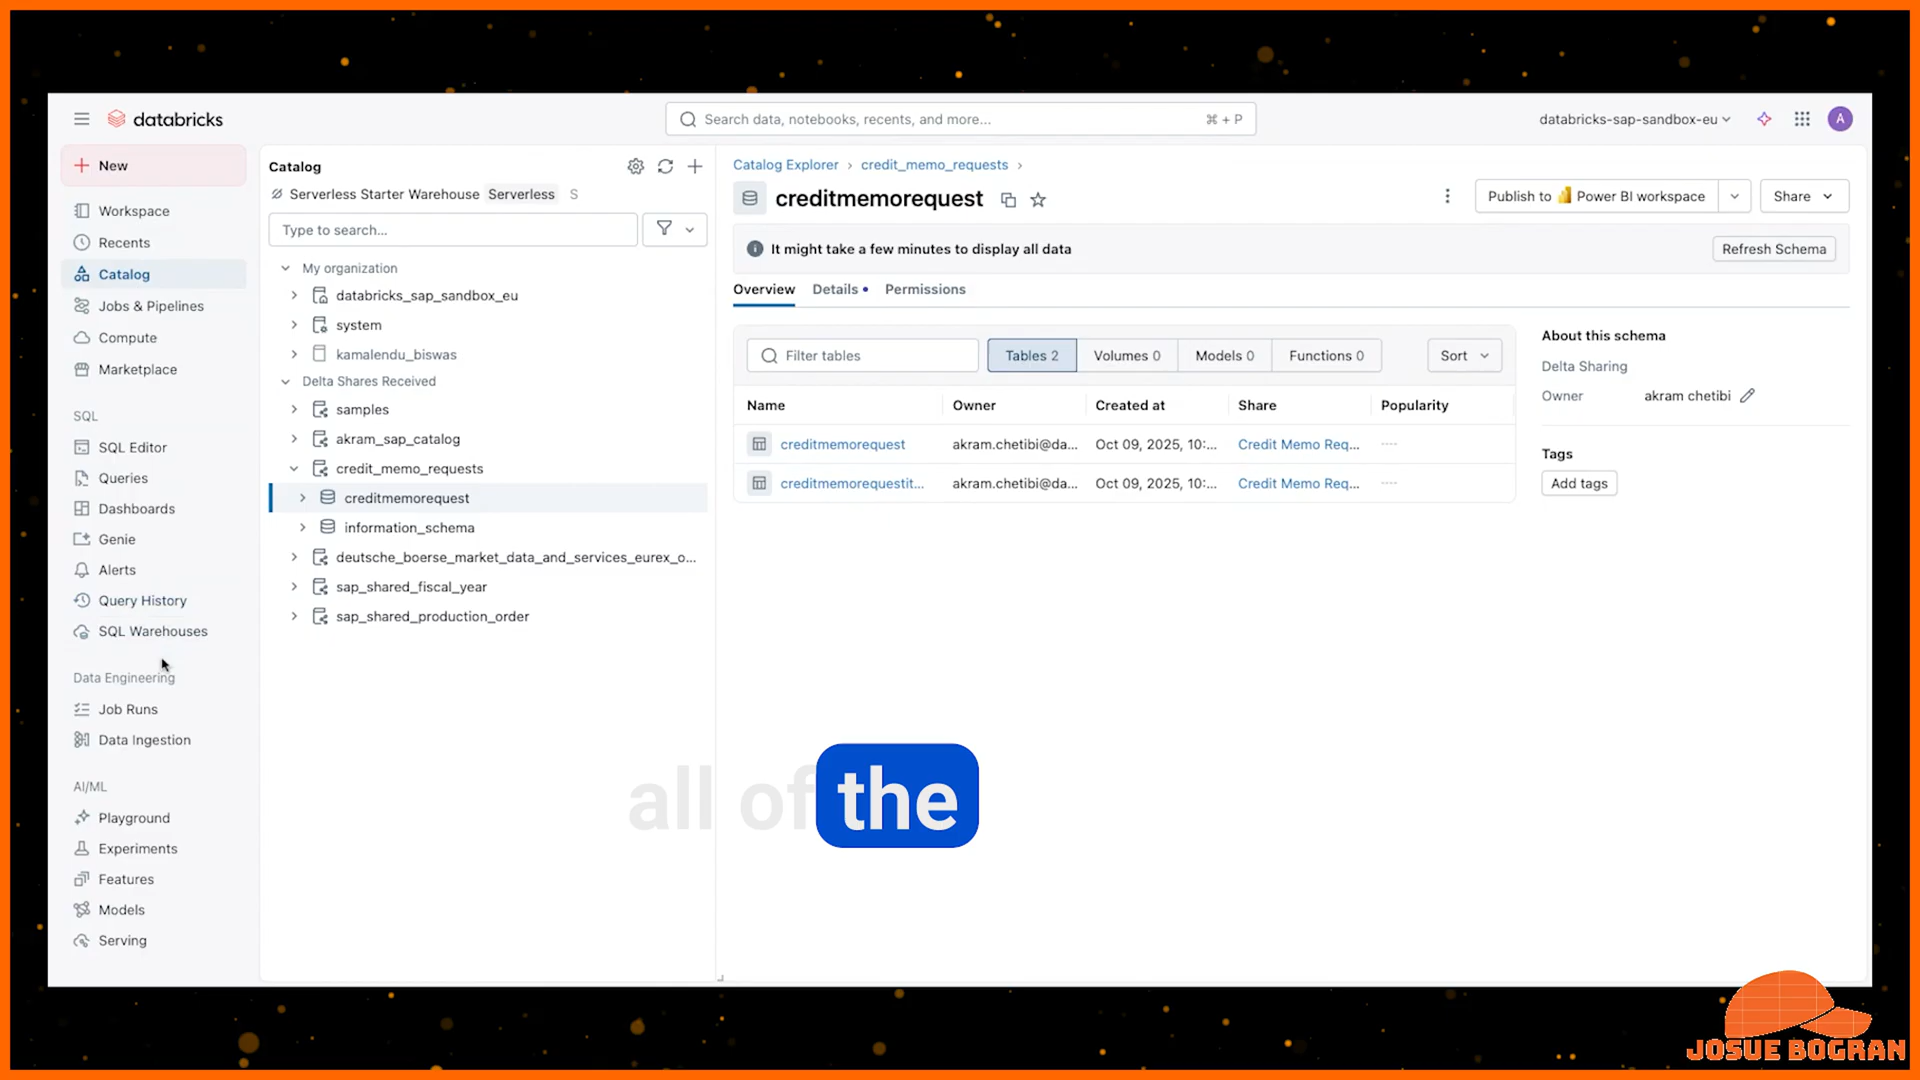 databricks
Search data, notebooks, recents, and more...
⌘ + P
databricks-sap-sandbox-eu
A
New
Workspace
Recents
Catalog
Jobs & Pipelines
Compute
Marketplace
SQL
SQL Editor
Queries
Dashboards
Genie
Alerts
Query History
SQL Warehouses
Data Engineering
Job Runs
Data Ingestion
AI/ML
Playground
Experiments
Features
Models
Serving
Catalog
Serverless Starter Warehouse Serverless S
Type to search...
My organization
databricks_sap_sandbox_eu
system
kamalendu_biswas
Delta Shares Received
samples
akram_sap_catalog
credit_memo_requests
creditmemorequest
information_schema
deutsche_boerse_market_data_and_services_eurex_o...
sap_shared_fiscal_year
sap_shared_production_order
Catalog Explorer › credit_memo_requests ›
creditmemorequest
Publish to Power BI workspace
Share
It might take a few minutes to display all data
Refresh Schema
Overview Details Permissions
Filter tables
Tables 2 Volumes 0 Models 0 Functions 0
Sort
Name Owner Created at Share Popularity
creditmemorequest akram.chetibi@da... Oct 09, 2025, 10:... Credit Memo Req... ----
creditmemorequestit... akram.chetibi@da... Oct 09, 2025, 10:... Credit Memo Req... ----
About this schema
Delta Sharing
Owner akram chetibi
Tags
Add tags
all of the
JOSUE BOGRAN